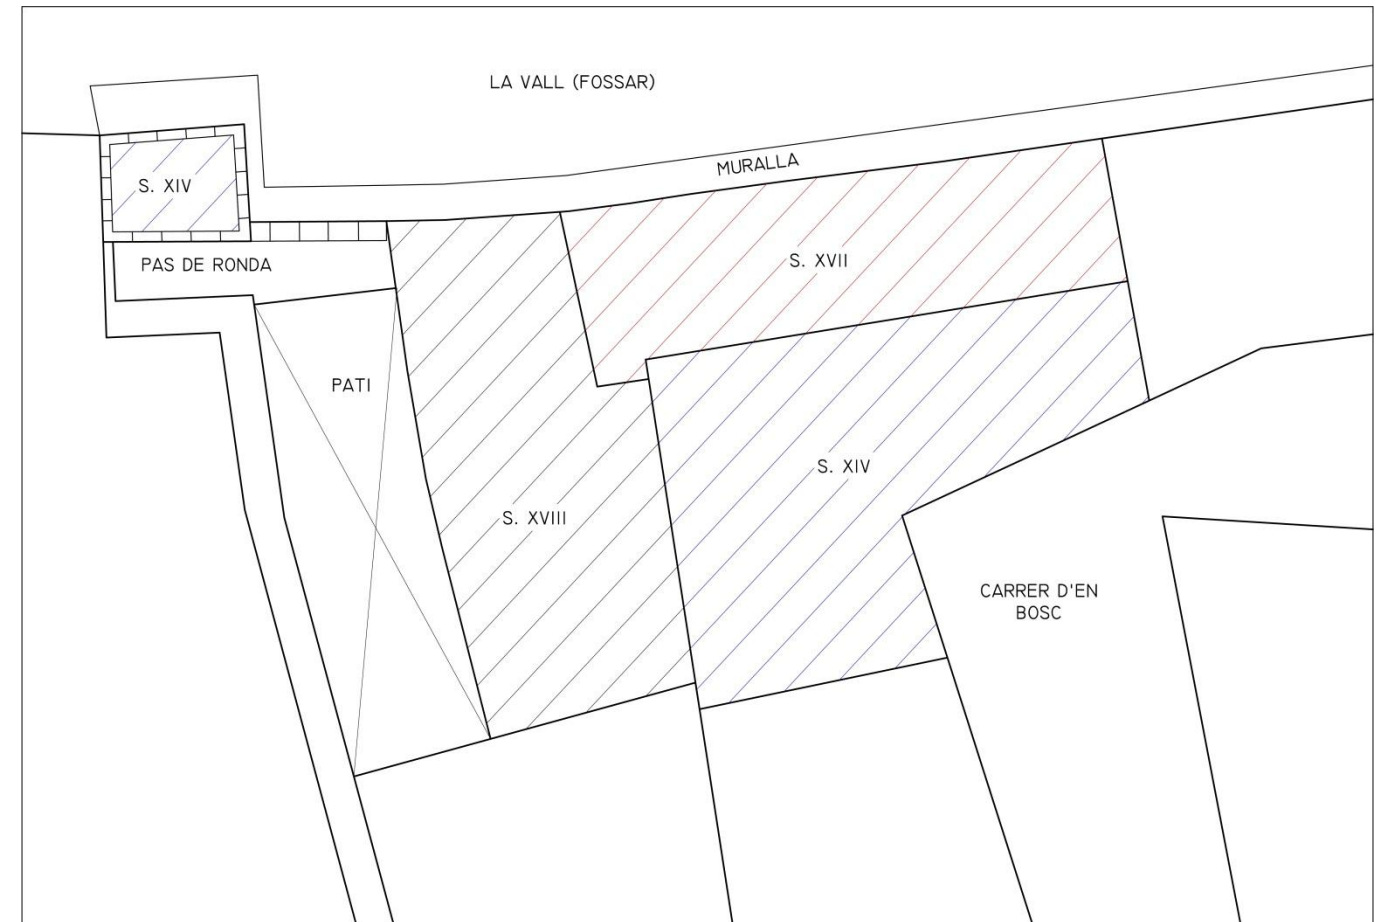 LA VALL (FOSSAR)
MURALLA
S. XIV
S. XVII
PAS DE RONDA
PATI
S. XIV
S. XVIII
CARRER D'EN
BOSC